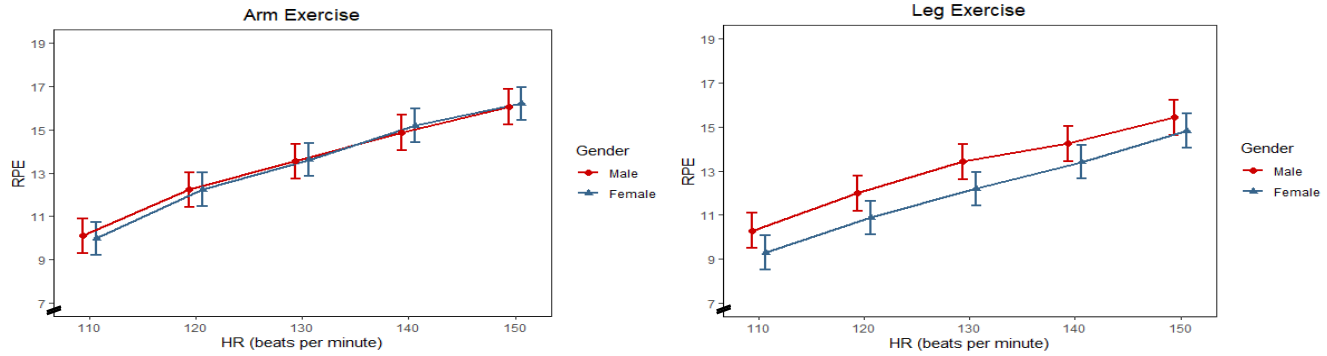 Arm Exercise
19
17
15
13
11
9
7
RPE
110 120 130 140 150
HR (beats per minute)
Gender
Male
Female
Leg Exercise
19
17
15
13
11
9
7
RPE
110 120 130 140 150
HR (beats per minute)
Gender
Male
Female